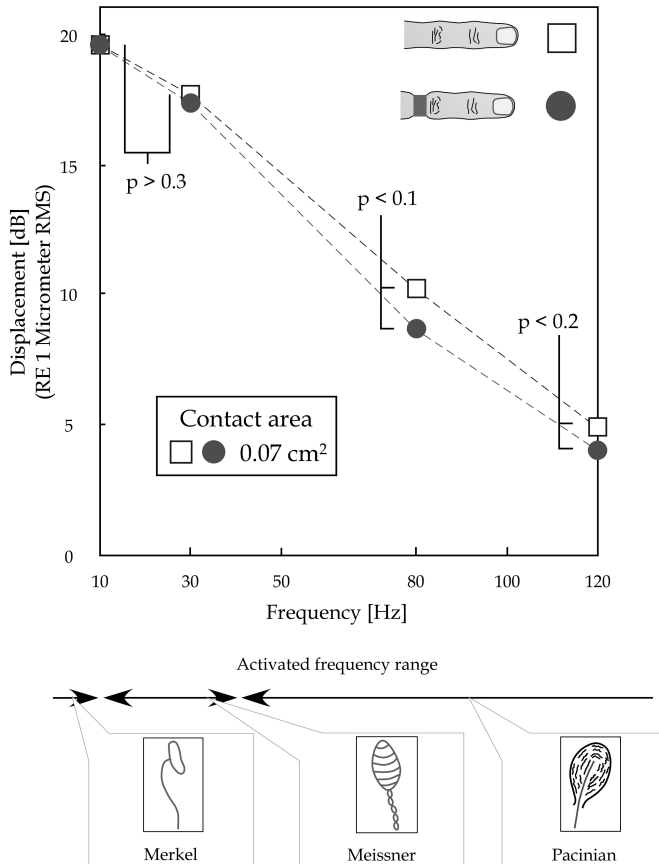 20
15
10
5
0
Displacement [dB]
(RE 1 Micrometer RMS)
p > 0.3
p < 0.1
p < 0.2
Contact area
0.07 cm²
10 30 50 80 100 120
Frequency [Hz]
Activated frequency range
Merkel Meissner Pacinian